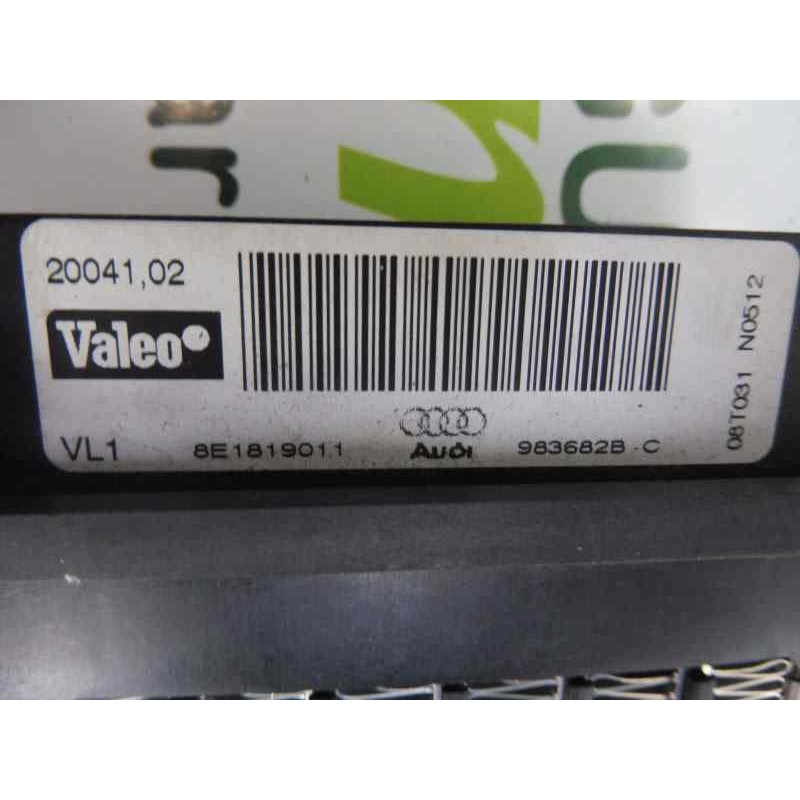 20041,02
Valeo
VL1
8E1819011
Audi
983682B-C
08T031 N0512